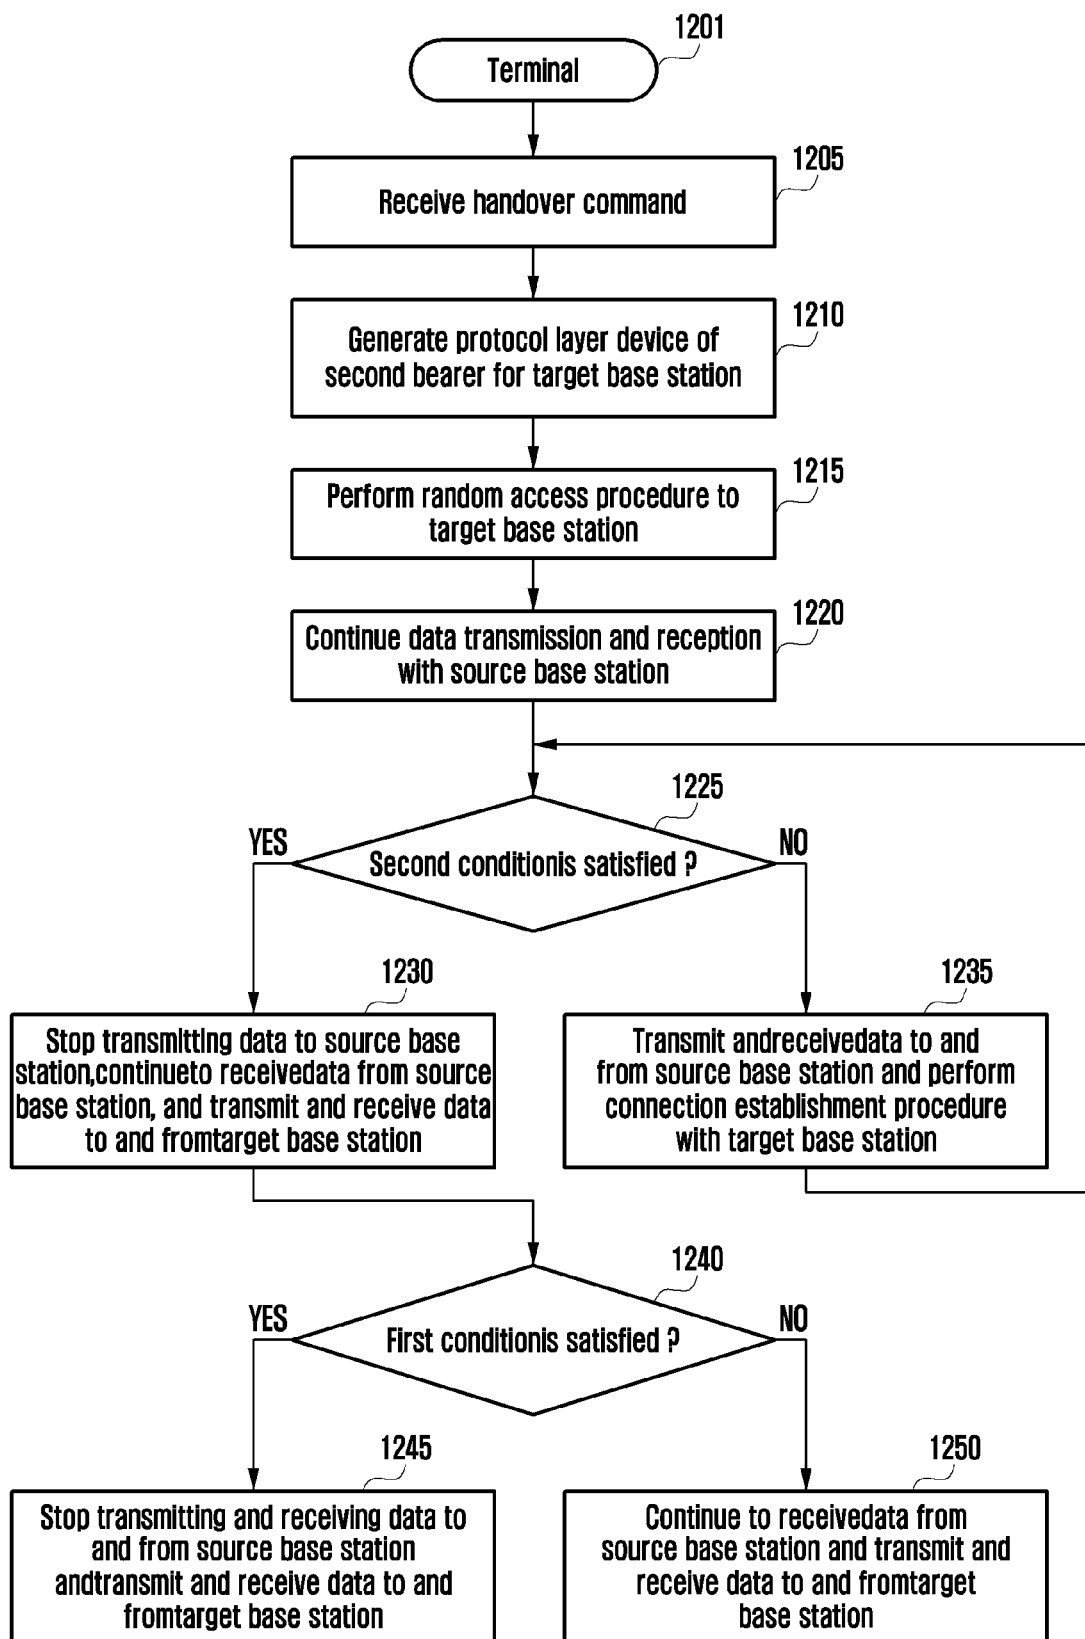 1201
Terminal
1205
Receive handover command
1210
Generate protocol layer device of
second bearer for target base station
1215
Perform random access procedure to
target base station
1220
Continue data transmission and reception
with source base station
1225
YES
NO
Second conditionis satisfied ?
1230
Stop transmitting data to source base
station,continueto receivedata from source
base station, and transmit and receive data
to and fromtarget base station
1235
Transmit andreceivedata to and
from source base station and perform
connection establishment procedure
with target base station
1240
YES
NO
First conditionis satisfied ?
1245
Stop transmitting and receiving data to
and from source base station
andtransmit and receive data to and
fromtarget base station
1250
Continue to receivedata from
source base station and transmit and
receive data to and fromtarget
base station